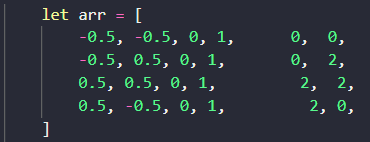 let arr = [
-0.5, -0.5, 0, 1, 0, 0,
-0.5, 0.5, 0, 1, 0, 2,
0.5, 0.5, 0, 1, 2, 2,
0.5, -0.5, 0, 1, 2, 0,
]